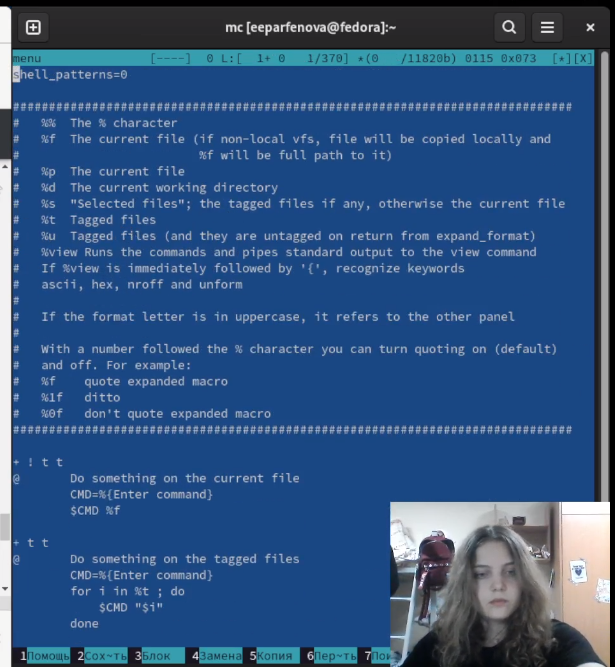 mc [eeparfenova@fedora]:~
menu [----] 0 L:[ 1+ 0 1/370] *(0 /11820b) 0115 0x073 [*][X]
shell_patterns=0
###############################################################################
# %% The % character
# %f The current file (if non-local vfs, file will be copied locally and
# %f will be full path to it)
# %p The current file
# %d The current working directory
# %s "Selected files"; the tagged files if any, otherwise the current file
# %t Tagged files
# %u Tagged files (and they are untagged on return from expand_format)
# %view Runs the commands and pipes standard output to the view command
# If %view is immediately followed by '{', recognize keywords
# ascii, hex, nroff and unform
#
# If the format letter is in uppercase, it refers to the other panel
#
# With a number followed the % character you can turn quoting on (default)
# and off. For example:
# %f quote expanded macro
# %1f ditto
# %0f don't quote expanded macro
###############################################################################
+ ! t t
@ Do something on the current file
CMD=%{Enter command}
$CMD %f
+ t t
@ Do something on the tagged files
CMD=%{Enter command}
for i in %t ; do
$CMD "$i"
done
1Помощь 2Сох~ть 3Блок 4Замена 5Копия 6Пер~ть 7